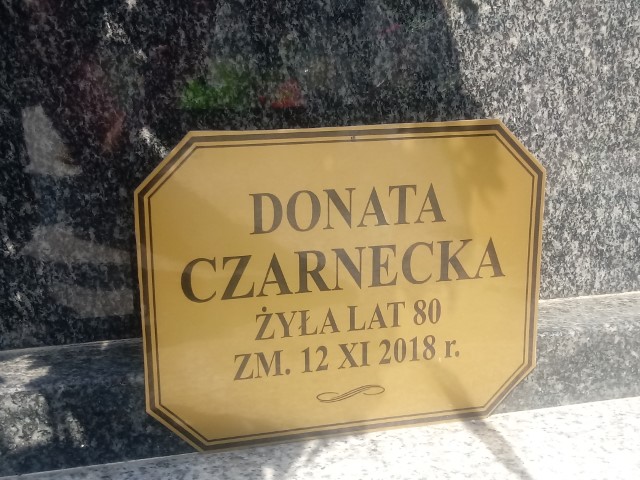 DONATA
CZARNECKA
ŻYŁA LAT 80
ZM. 12 XI 2018 r.